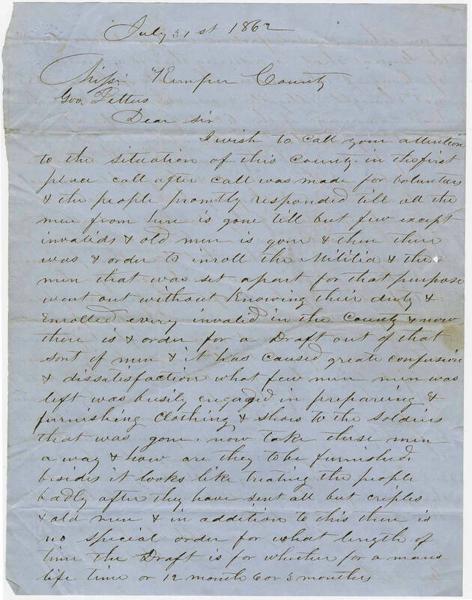 July 31st 1862
Missi Kemper County
Gov. Pettus
Dear Sir
I wish to call your attention
to the situation of this County. in the first
place call after call was made for volunters
& the people promtly responded till all the
men from here is gone till but few except
invalids & old men is gone & then there
was & order to enroll the Militia & the
men that was set apart for that purpose
went out without knowing their duty &
Enrolled every invalid in the County & now
there is & order for a Draft out of that
sort of men & it has caused great confusion
& dissatisfaction what few men men was
left was busily engaged in prepareing &
furnishing Clothing & shoes to the soldiers
that was gone. now take these men
a way & how are they to be furnished
besides it looks like treating the people
badly after they have sent all but criples
& old men & in addition to this there is
no special order for what length of
time the Draft is for whether for a mans
life time or 12 month 6 or 3 months